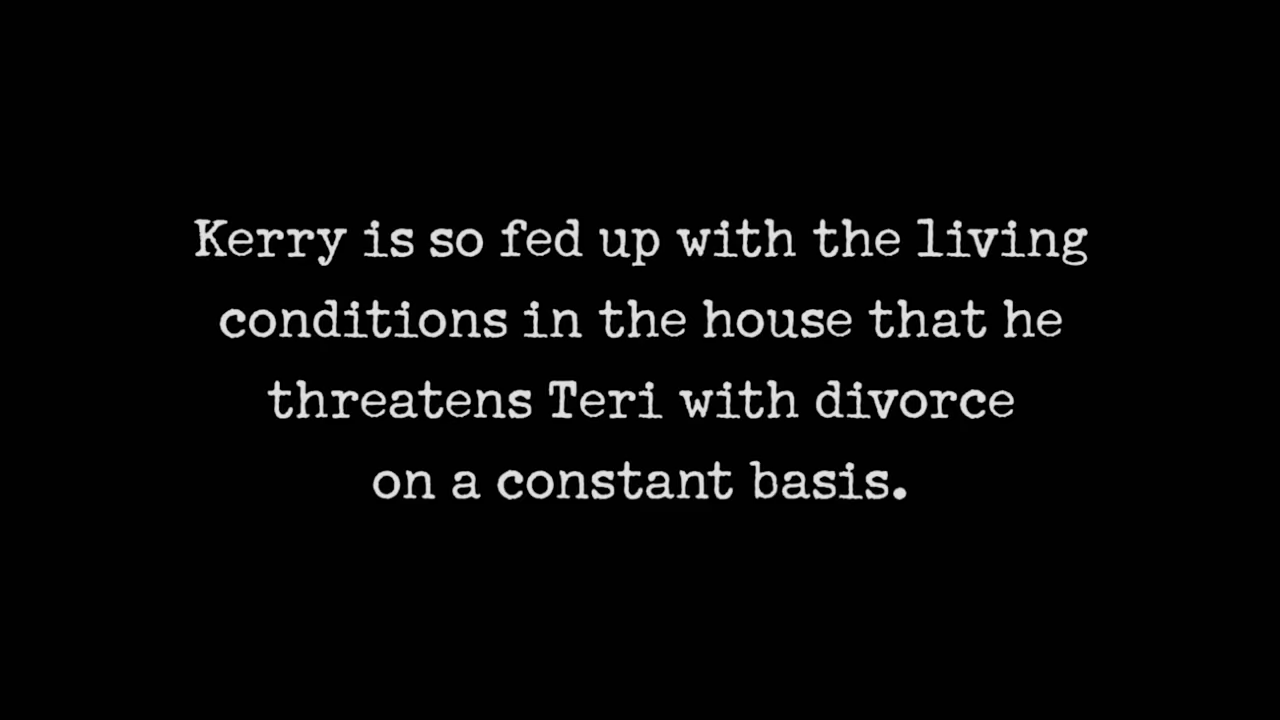 Kerry is so fed up with the living
conditions in the house that he
threatens Teri with divorce
on a constant basis.